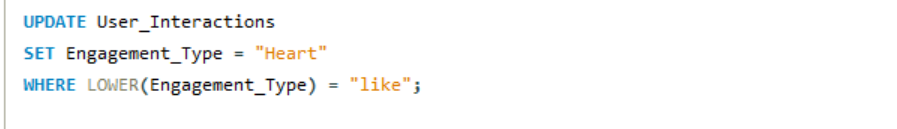 UPDATE User_Interactions
SET Engagement_Type = "Heart"
WHERE LOWER(Engagement_Type) = "like";